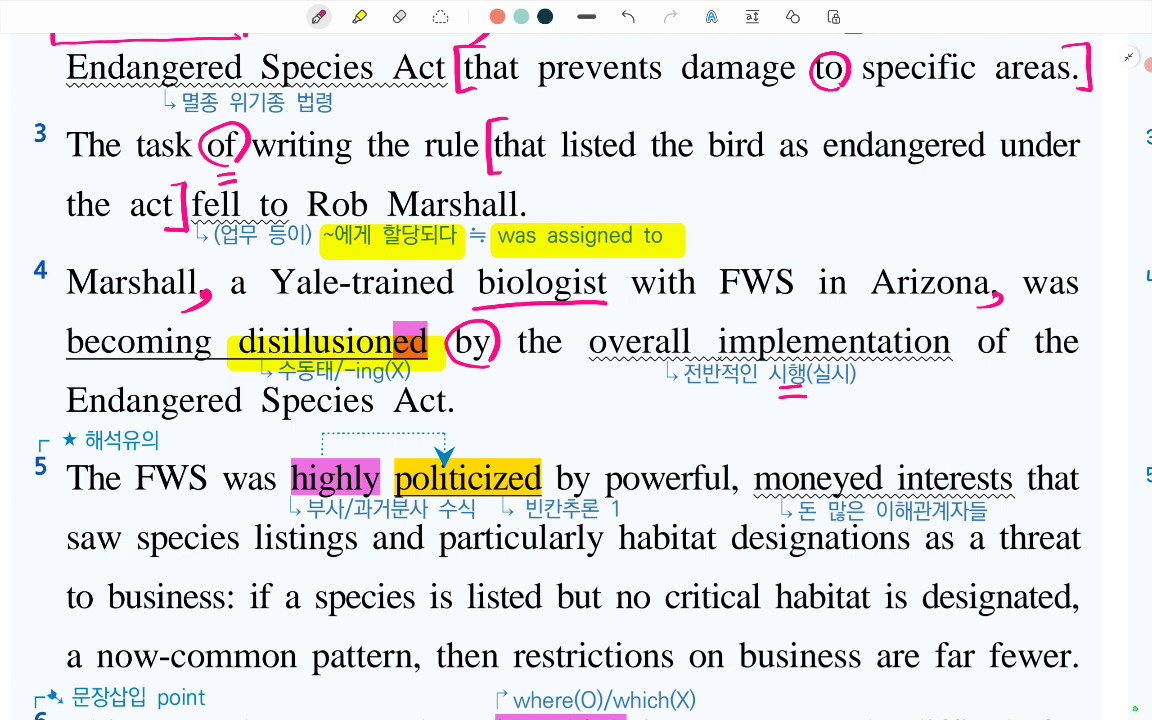 Endangered Species Act [that prevents damage to specific areas.]
↳ 멸종 위기종 법령
3 The task of writing the rule [that listed the bird as endangered under
the act] fell to Rob Marshall.
↳ (업무 등이) ~에게 할당되다 ≒ was assigned to
4 Marshall, a Yale-trained biologist with FWS in Arizona, was
becoming disillusioned by the overall implementation of the
↳ 수동태/-ing(X) ↳ 전반적인 시행(실시)
Endangered Species Act.
★ 해석유의
5 The FWS was highly politicized by powerful, moneyed interests that
↳ 부사/과거분사 수식 ↳ 빈칸추론 1 ↳ 돈 많은 이해관계자들
saw species listings and particularly habitat designations as a threat
to business: if a species is listed but no critical habitat is designated,
a now-common pattern, then restrictions on business are far fewer.
문장삽입 point where(O)/which(X)